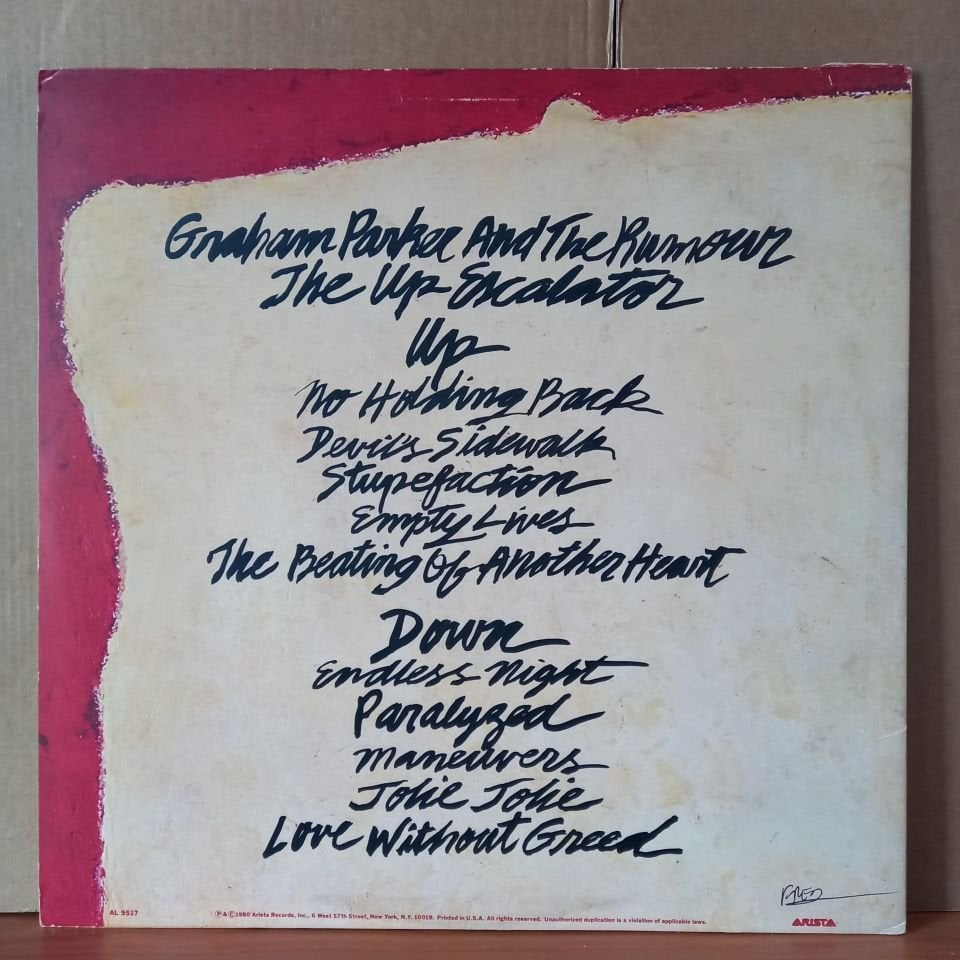 Graham Parker And The Rumour
The Up Escalator
Up
No Holding Back
Devil's Sidewalk
Stupefaction
Empty Lives
The Beating Of Another Heart
Down
Endless Night
Paralyzed
Maneuvers
Jolie Jolie
Love Without Greed
AL 9517
℗ & © 1980 Arista Records, Inc., 6 West 57th Street, New York, N.Y. 10019. Printed in U.S.A. All rights reserved. Unauthorized duplication is a violation of applicable laws.
ARISTA